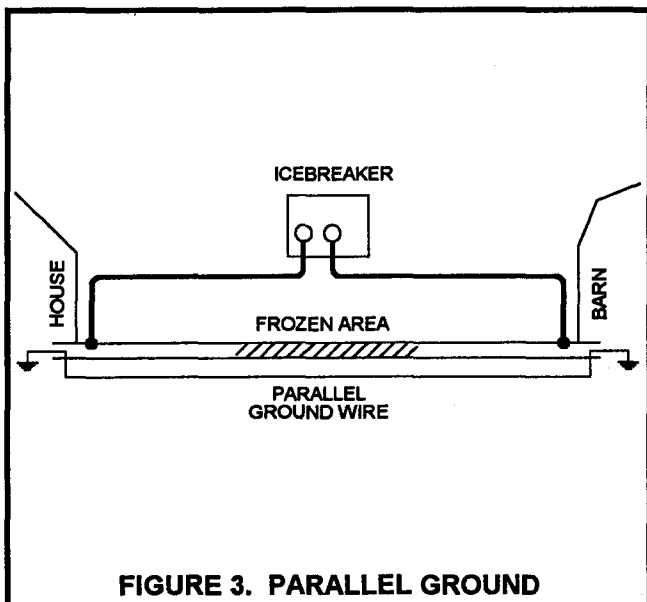 ICEBREAKER
HOUSE
BARN
FROZEN AREA
PARALLEL
GROUND WIRE
FIGURE 3. PARALLEL GROUND